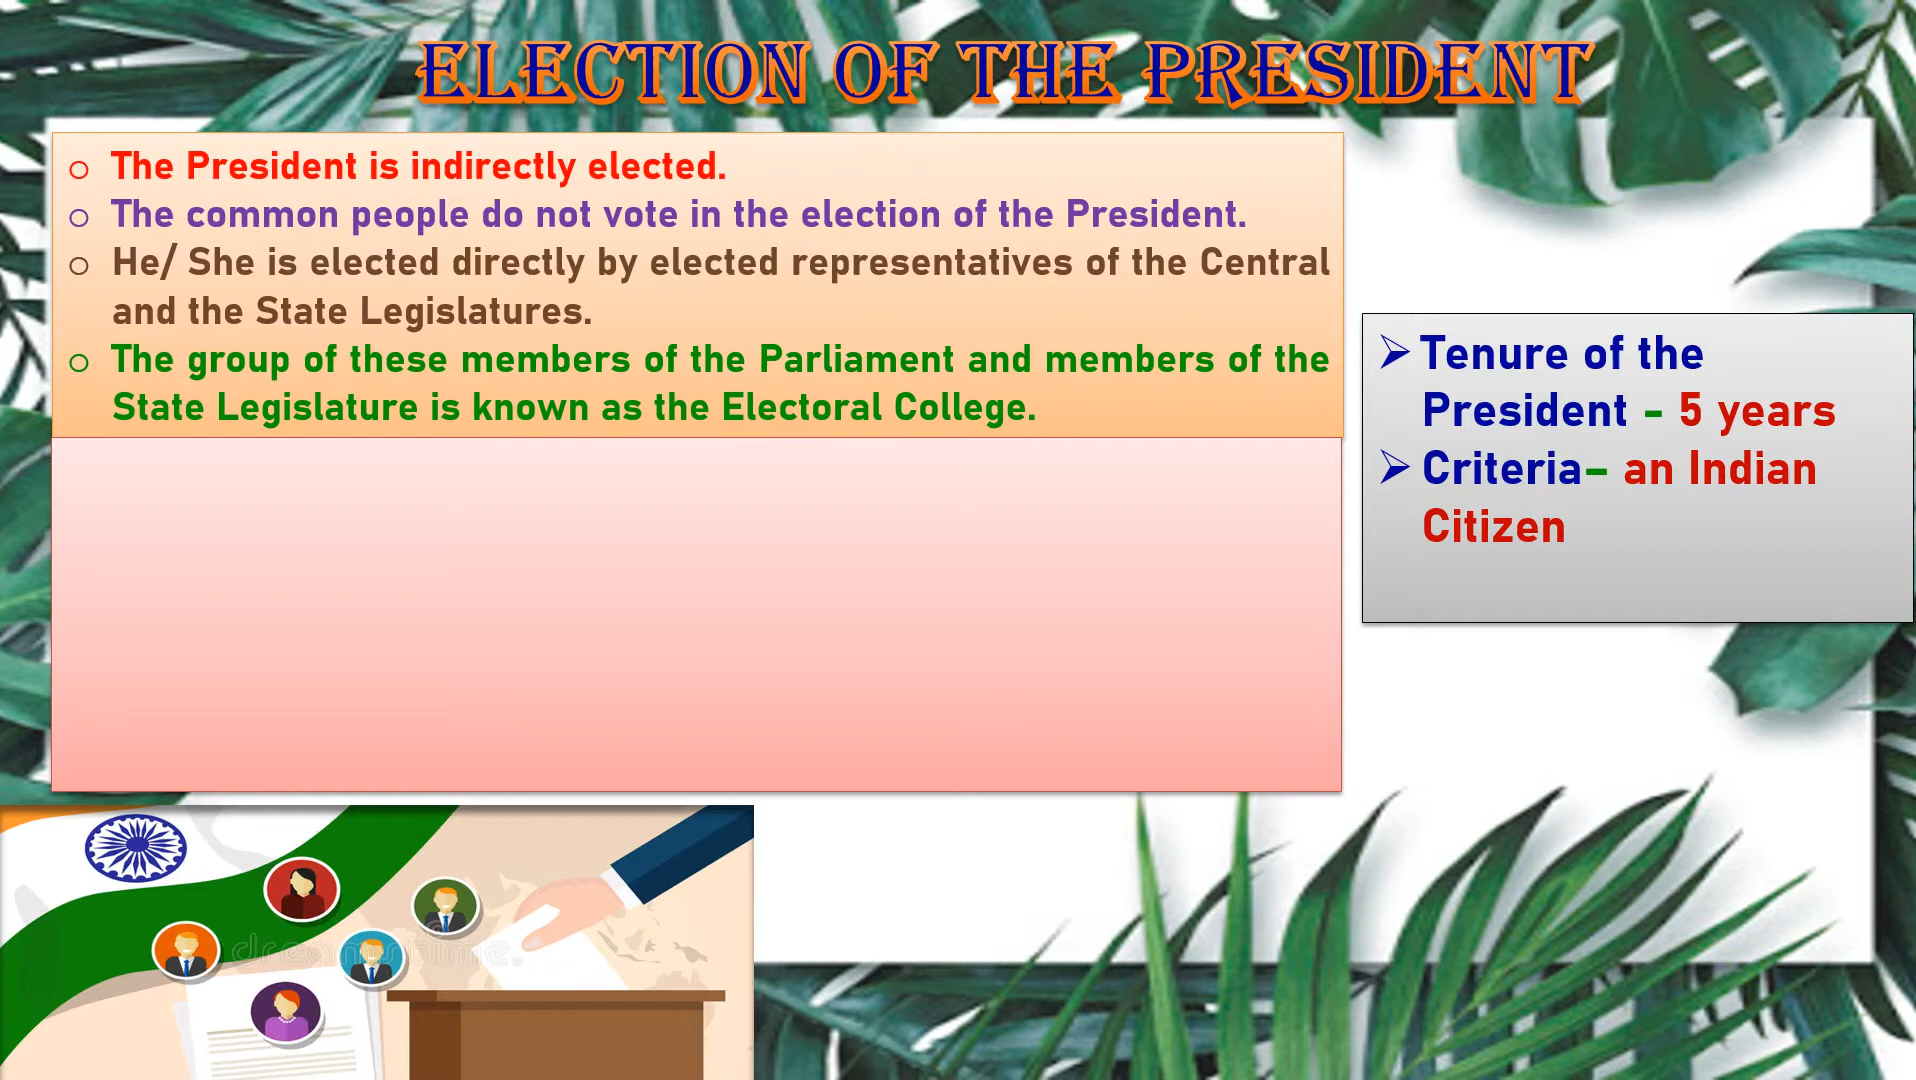 ELECTION OF THE PRESIDENT
o The President is indirectly elected.
o The common people do not vote in the election of the President.
o He/ She is elected directly by elected representatives of the Central
and the State Legislatures.
o The group of these members of the Parliament and members of the
State Legislature is known as the Electoral College.
➢ Tenure of the
President - 5 years
➢ Criteria– an Indian
Citizen
dreamstime.